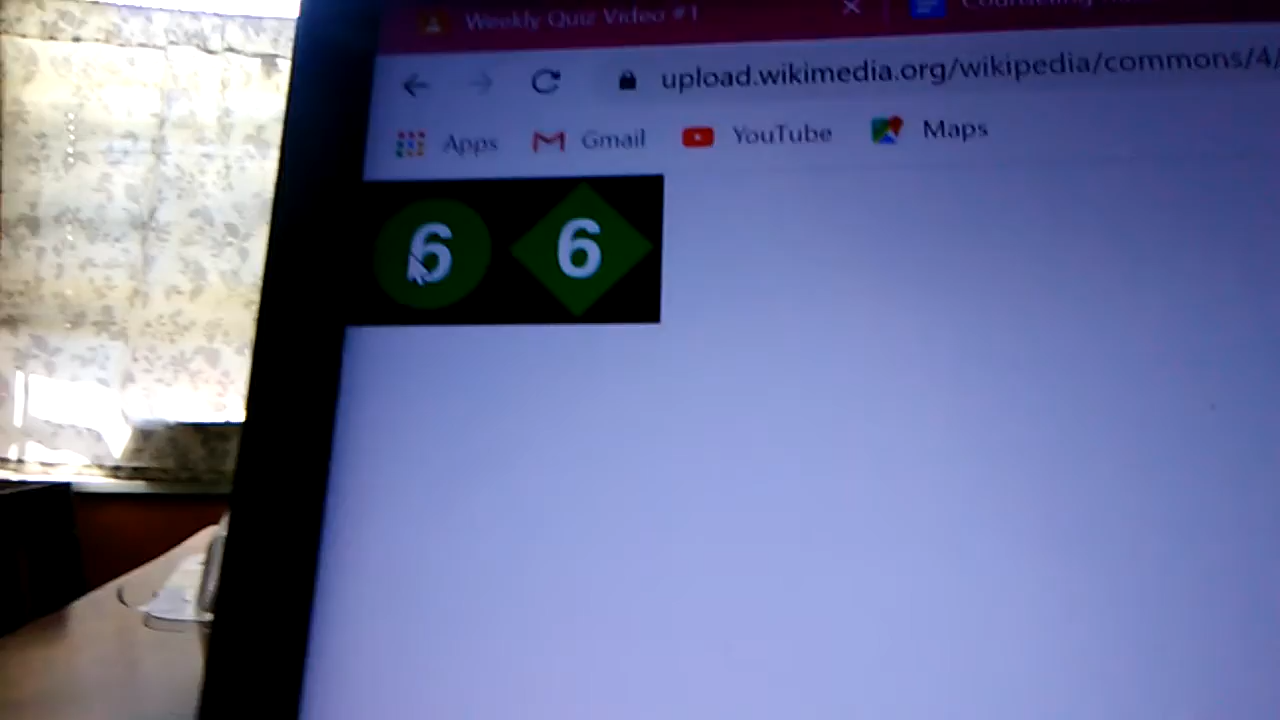 Weekly Quiz Video #1
upload.wikimedia.org/wikipedia/commons/4/
Apps Gmail YouTube Maps
6 6